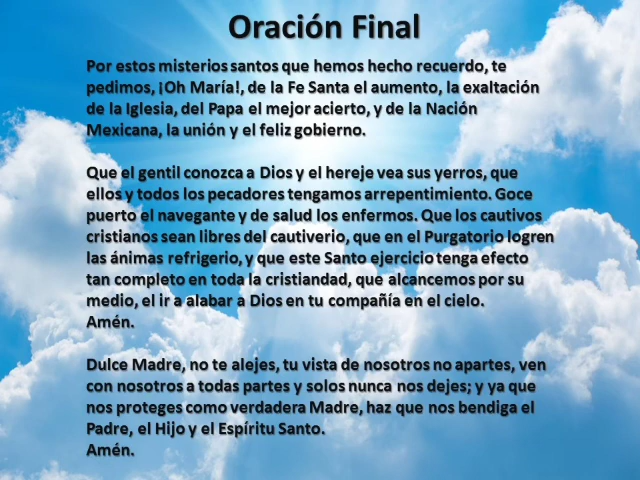 Oración Final
Por estos misterios santos que hemos hecho recuerdo, te
pedimos, ¡Oh María!, de la Fe Santa el aumento, la exaltación
de la Iglesia, del Papa el mejor acierto, y de la Nación
Mexicana, la unión y el feliz gobierno.
Que el gentil conozca a Dios y el hereje vea sus yerros, que
ellos y todos los pecadores tengamos arrepentimiento. Goce
puerto el navegante y de salud los enfermos. Que los cautivos
cristianos sean libres del cautiverio, que en el Purgatorio logren
las ánimas refrigerio, y que este Santo ejercicio tenga efecto
tan completo en toda la cristiandad, que alcancemos por su
medio, el ir a alabar a Dios en tu compañía en el cielo.
Amén.
Dulce Madre, no te alejes, tu vista de nosotros no apartes, ven
con nosotros a todas partes y solos nunca nos dejes; y ya que
nos proteges como verdadera Madre, haz que nos bendiga el
Padre, el Hijo y el Espíritu Santo.
Amén.